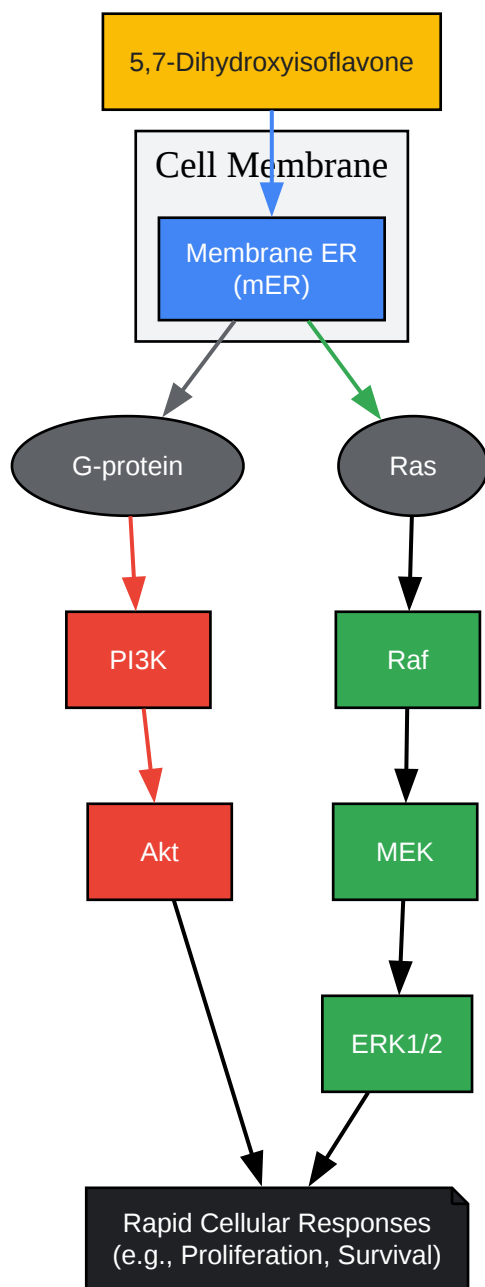 5,7-Dihydroxyisoflavone
Cell Membrane
Membrane ER
(mER)
G-protein
Ras
PI3K
Raf
Akt
MEK
ERK1/2
Rapid Cellular Responses
(e.g., Proliferation, Survival)